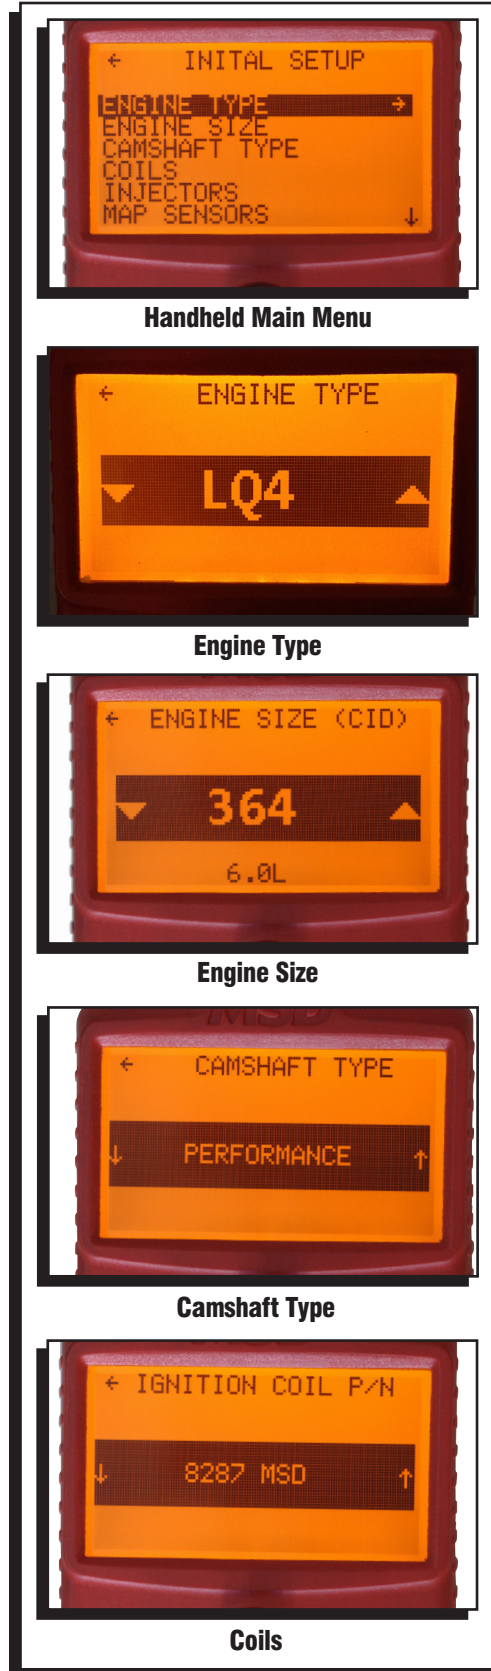 ← INITAL SETUP
ENGINE TYPE →
ENGINE SIZE
CAMSHAFT TYPE
COILS
INJECTORS
MAP SENSORS ↓
Handheld Main Menu
← ENGINE TYPE
▼ LQ4 ▲
Engine Type
← ENGINE SIZE (CID)
▼ 364 ▲
6.0L
Engine Size
MSD
← CAMSHAFT TYPE
↓ PERFORMANCE ↑
Camshaft Type
← IGNITION COIL P/N
↓ 8287 MSD ↑
Coils